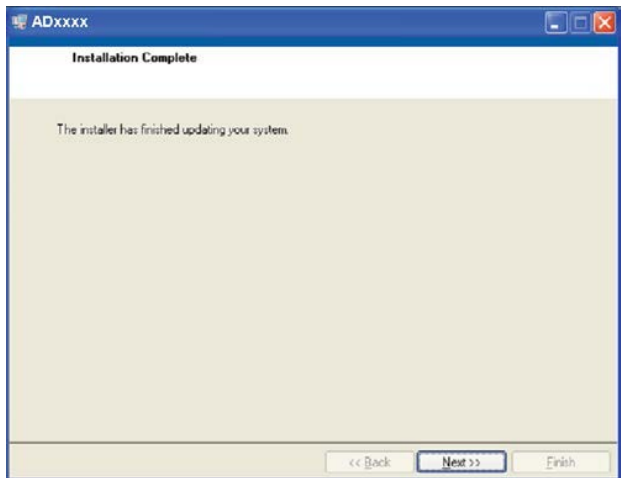 ADxxxx
Installation Complete
The installer has finished updating your system.
<< Back Next >> Finish